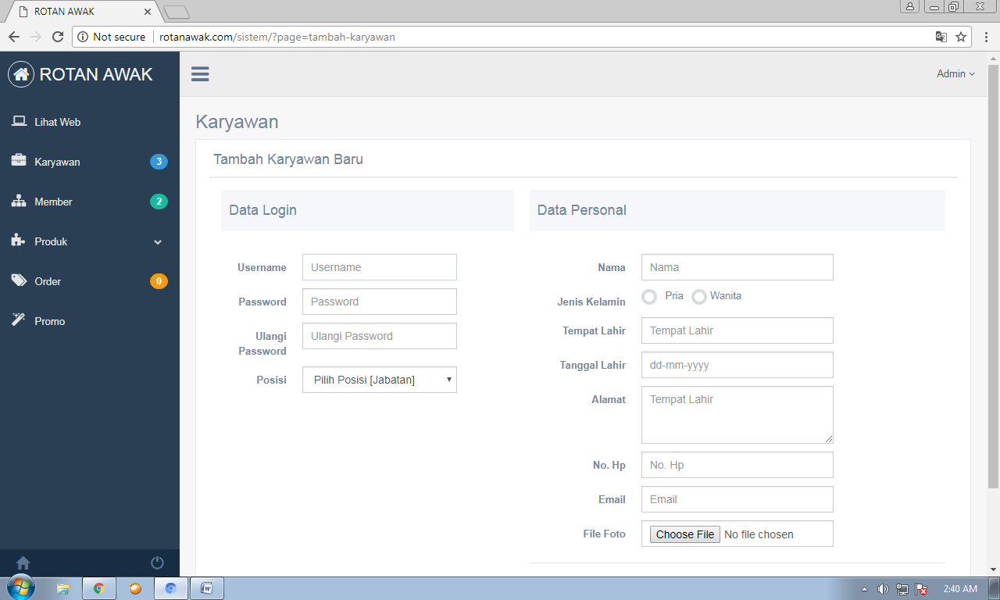 ROTAN AWAK
Not secure rotanawak.com/sistem/?page=tambah-karyawan
ROTAN AWAK
Admin
Lihat Web
Karyawan 3
Member 2
Produk
Order 0
Promo
Karyawan
Tambah Karyawan Baru
Data Login
Username Username
Password Password
Ulangi Password Ulangi Password
Posisi Pilih Posisi [Jabatan]
Data Personal
Nama Nama
Jenis Kelamin Pria Wanita
Tempat Lahir Tempat Lahir
Tanggal Lahir dd-mm-yyyy
Alamat Tempat Lahir
No. Hp No. Hp
Email Email
File Foto Choose File No file chosen
2:40 AM